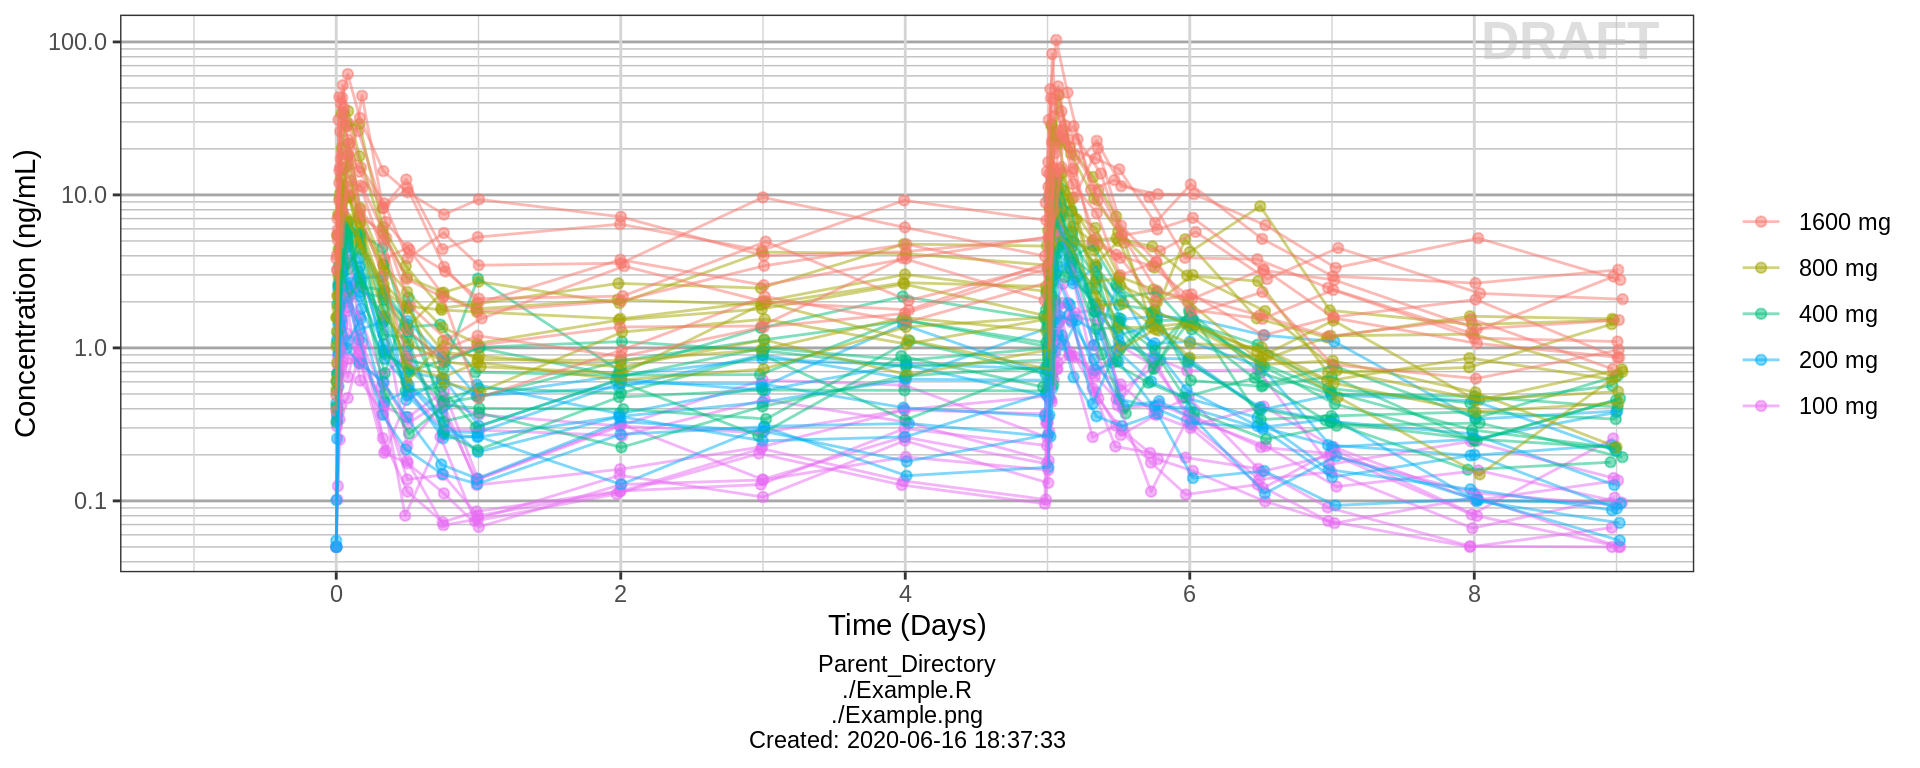 DRAFT
100.0
10.0
1.0
0.1
Concentration (ng/mL)
0
2
4
6
8
Time (Days)
1600 mg
800 mg
400 mg
200 mg
100 mg
Parent_Directory
./Example.R
./Example.png
Created: 2020-06-16 18:37:33